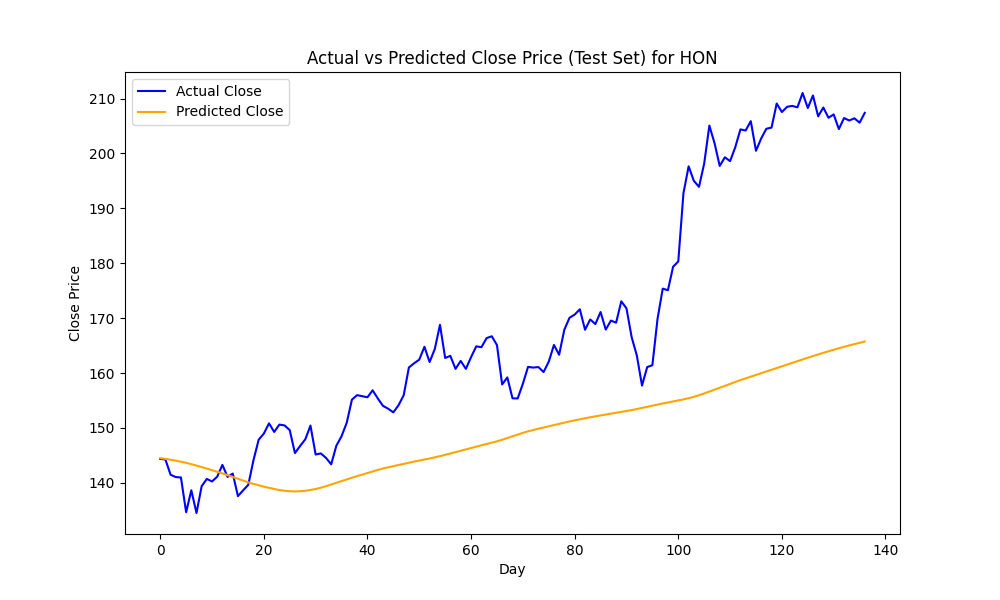 Actual vs Predicted Close Price (Test Set) for HON
Actual Close
Predicted Close
Close Price
210
200
190
180
170
160
150
140
0 20 40 60 80 100 120 140
Day